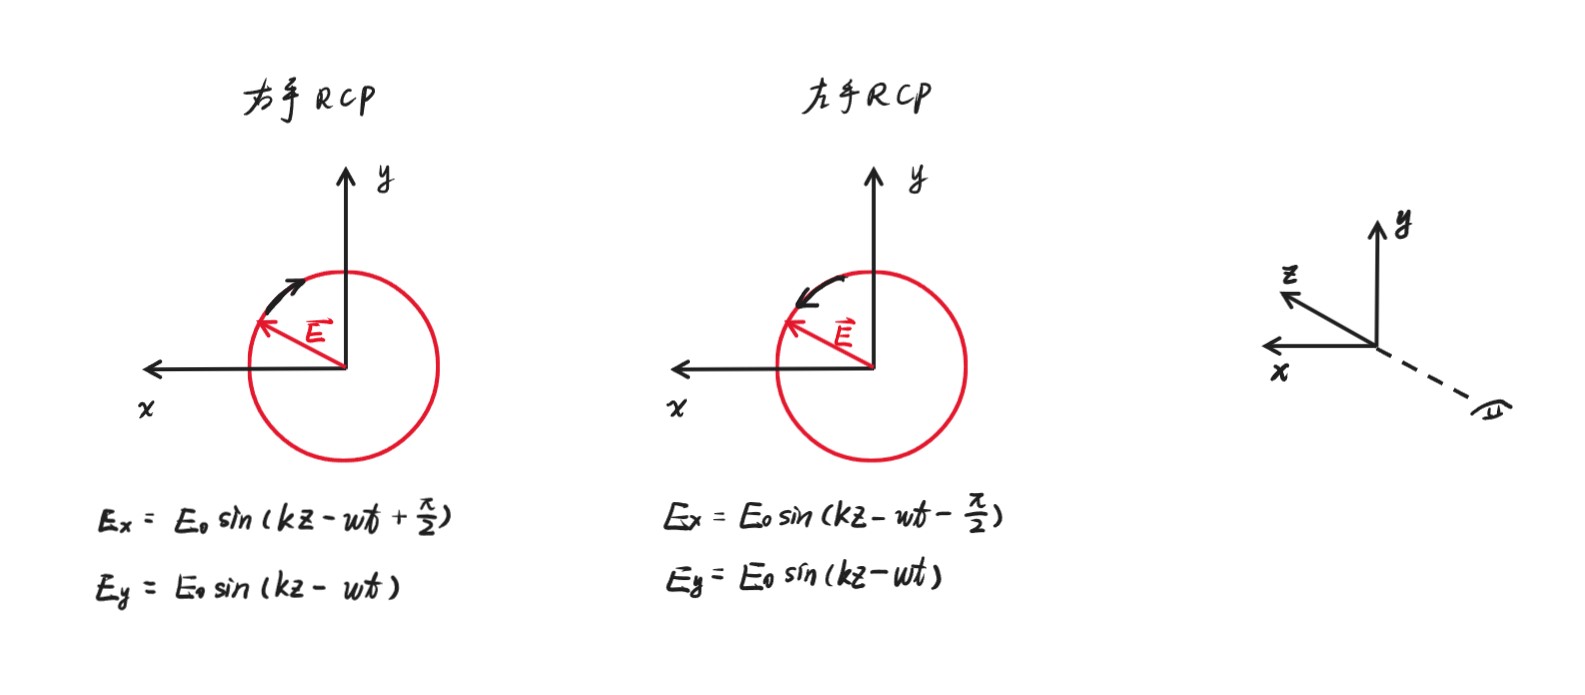 右手RCP
y
E⃗
x
Ex = E₀ sin (kz - wt + π/2)
Ey = E₀ sin (kz - wt)
左手RCP
y
E⃗
x
Ex = E₀ sin (kz - wt - π/2)
Ey = E₀ sin (kz - wt)
y
z
x